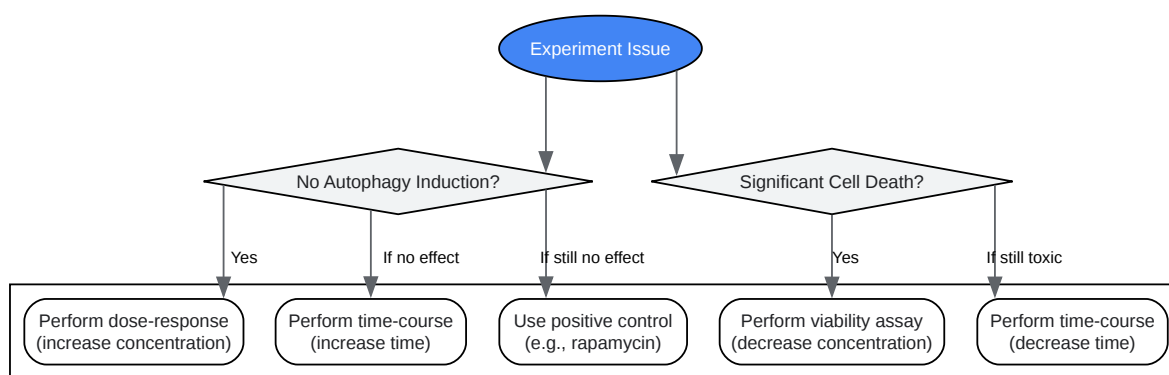 Experiment Issue
No Autophagy Induction?
Significant Cell Death?
Yes
If no effect
If still no effect
Yes
If still toxic
Perform dose-response
(increase concentration)
Perform time-course
(increase time)
Use positive control
(e.g., rapamycin)
Perform viability assay
(decrease concentration)
Perform time-course
(decrease time)